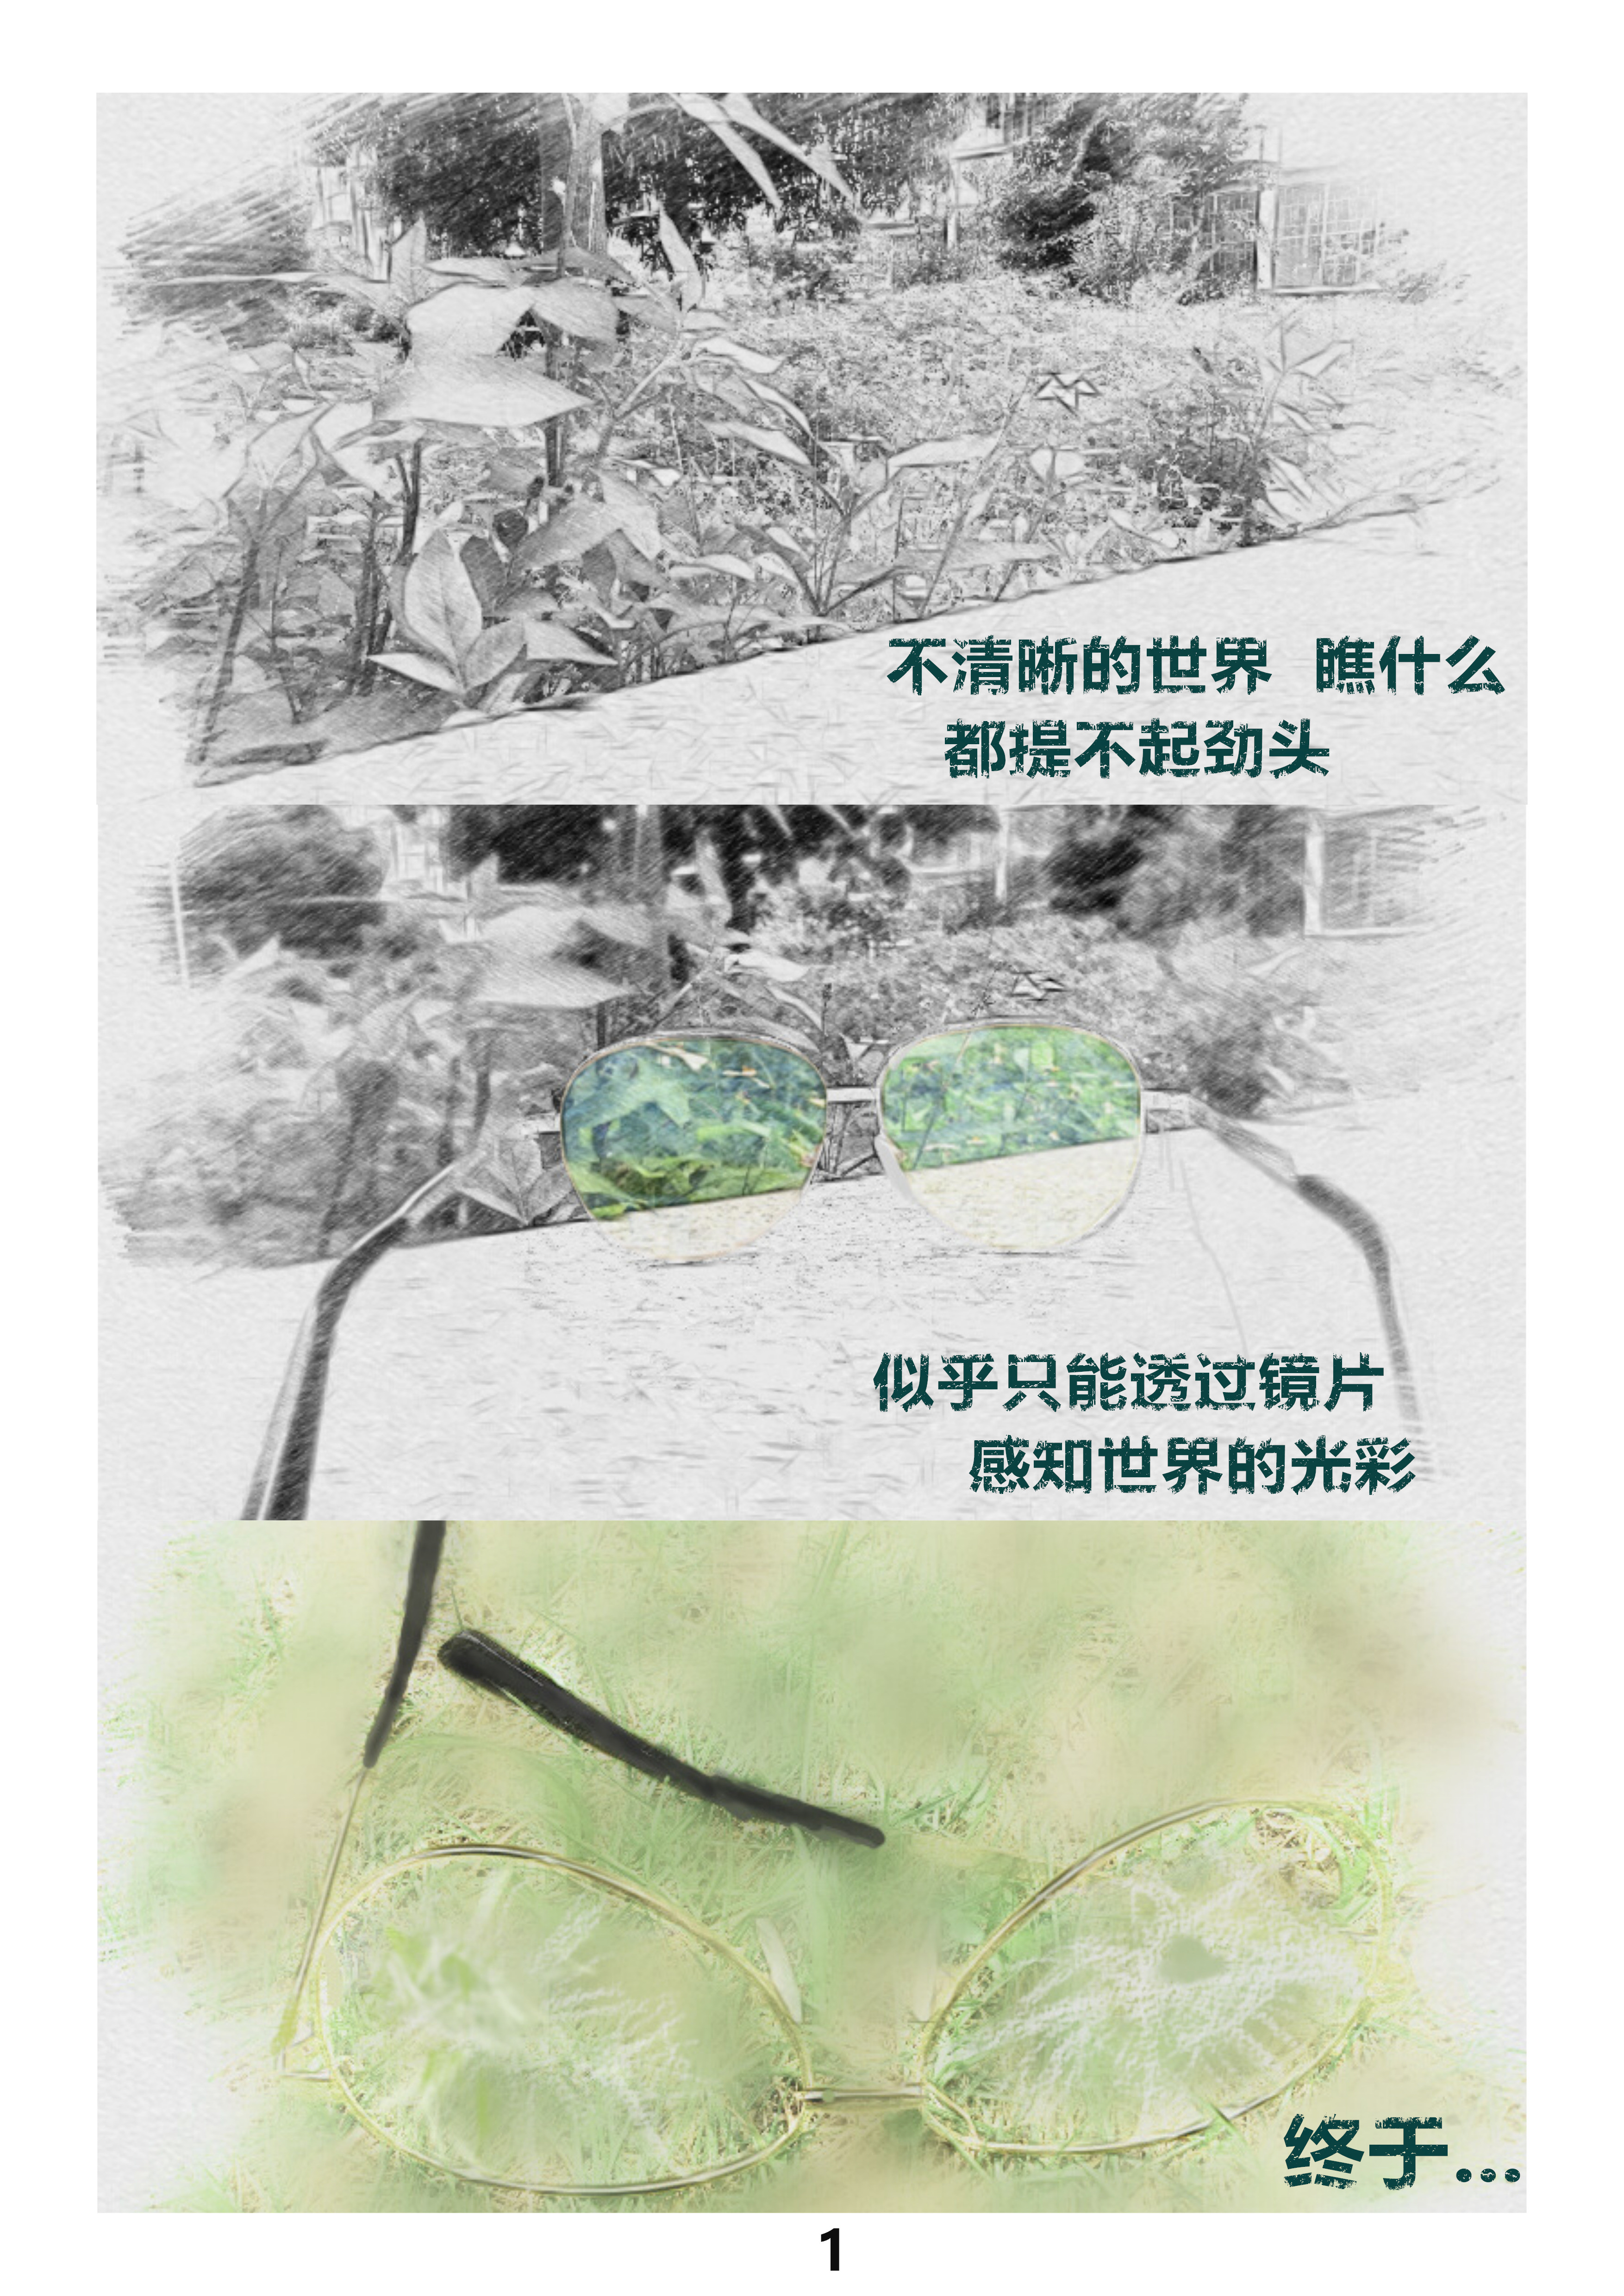 不清晰的世界 瞧什么
都提不起劲头
似乎只能透过镜片
感知世界的光彩
终于...
1